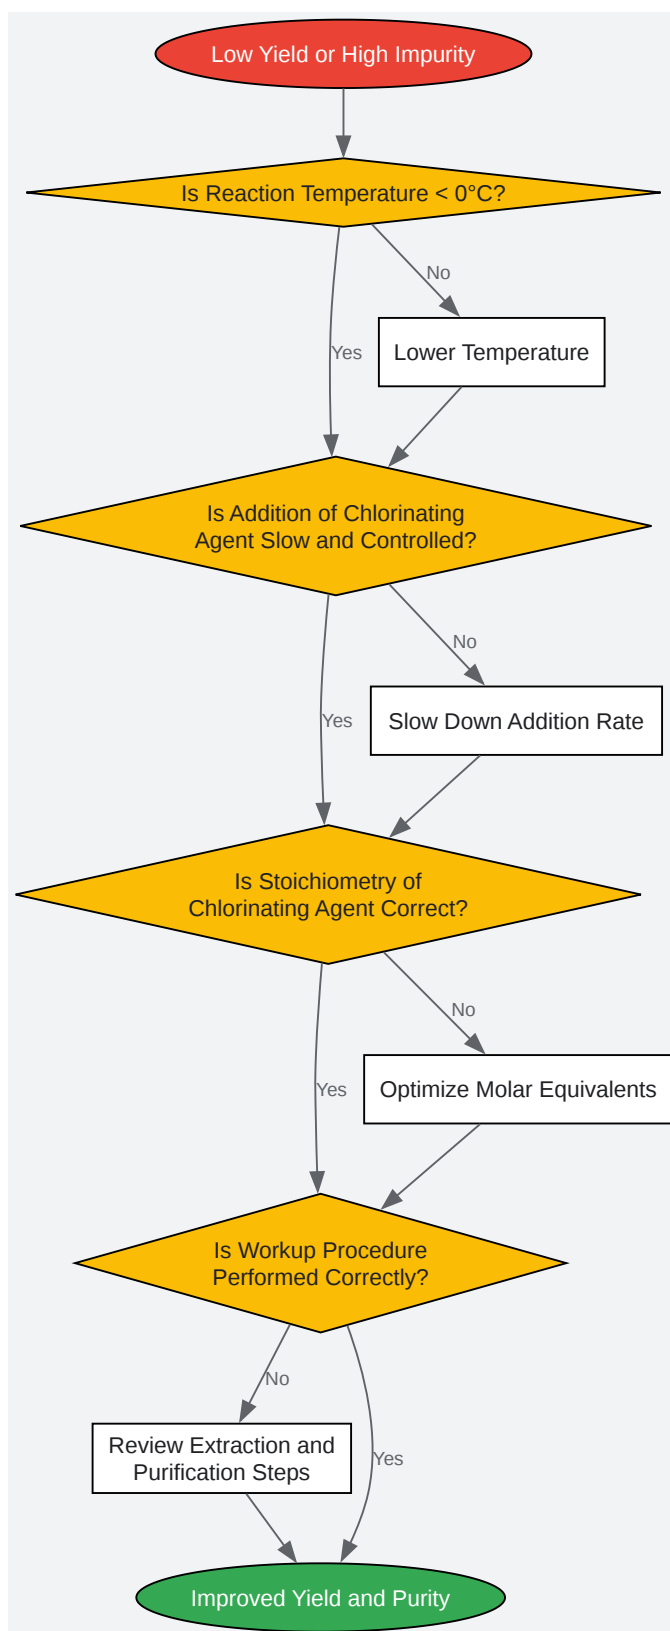 Low Yield or High Impurity
Is Reaction Temperature < 0°C?
No
Yes
Lower Temperature
Is Addition of Chlorinating
Agent Slow and Controlled?
No
Yes
Slow Down Addition Rate
Is Stoichiometry of
Chlorinating Agent Correct?
No
Yes
Optimize Molar Equivalents
Is Workup Procedure
Performed Correctly?
No
Review Extraction and
Purification Steps
Yes
Improved Yield and Purity